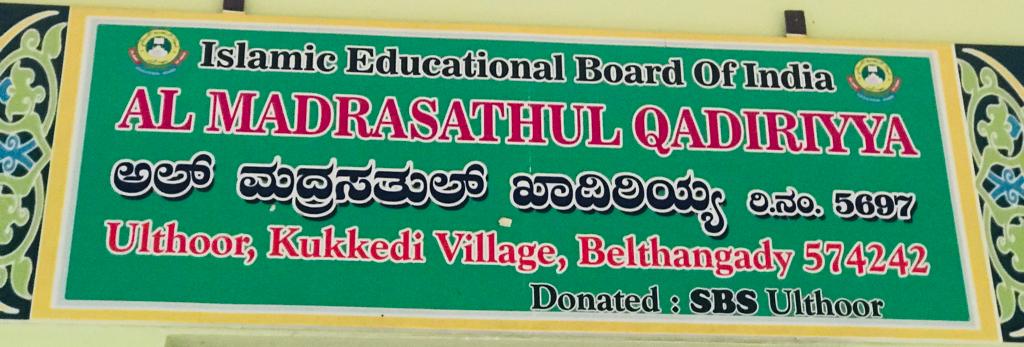 Islamic Educational Board Of India
AL MADRASATHUL QADIRIYYA
ಅಲ್ ಮದ್ರಸತುಲ್ ಖಾದಿರಿಯ್ಯ ರಿ.ನಂ. 5697
Ulthoor, Kukkedi Village, Belthangady 574242
Donated : SBS Ulthoor